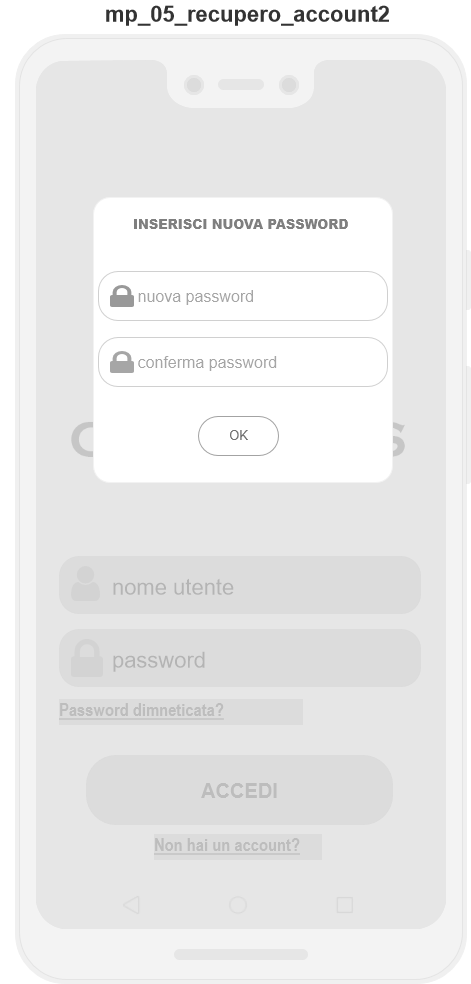 mp_05_recupero_account2
INSERISCI NUOVA PASSWORD
nuova password
conferma password
OK
nome utente
password
Password dimneticata?
ACCEDI
Non hai un account?